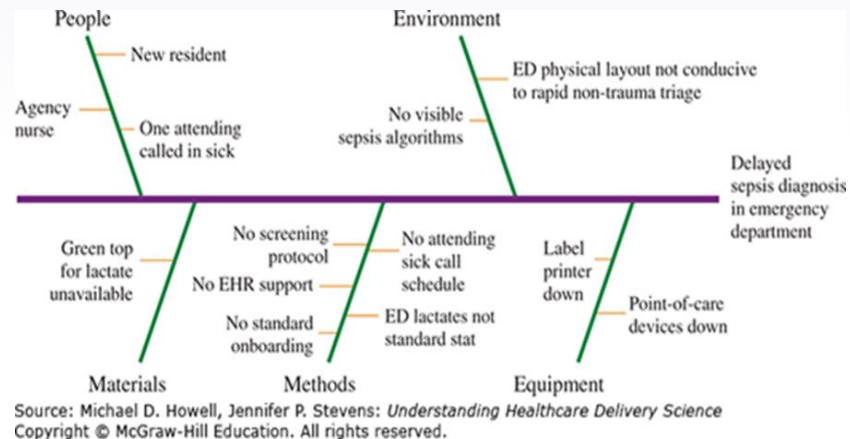 People
Environment
New resident
Agency
nurse
One attending
called in sick
ED physical layout not conducive
to rapid non-trauma triage
No visible
sepsis algorithms
Delayed
sepsis diagnosis
in emergency
department
Green top
for lactate
unavailable
No screening
protocol
No EHR support
No standard
onboarding
No attending
sick call
schedule
ED lactates not
standard stat
Label
printer
down
Point-of-care
devices down
Materials
Methods
Equipment
Source: Michael D. Howell, Jennifer P. Stevens: Understanding Healthcare Delivery Science
Copyright © McGraw-Hill Education. All rights reserved.